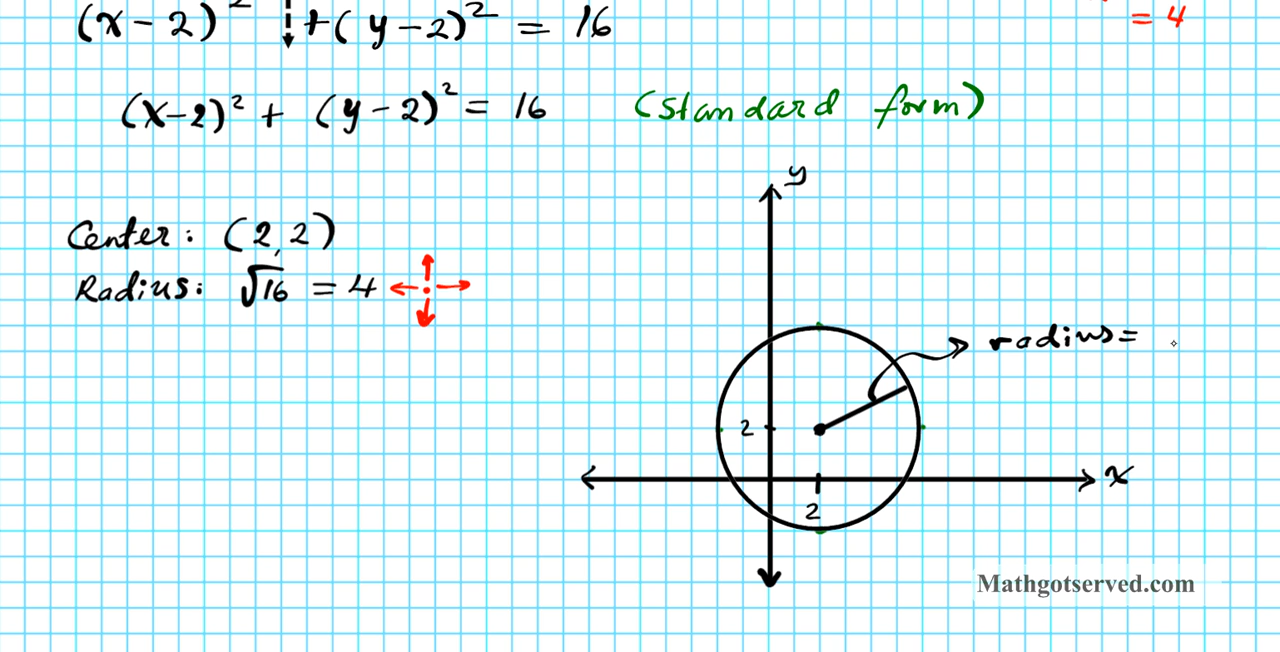 (x-2)² +(y-2)² = 16
= 4
(x-2)² + (y-2)² = 16 (standard form)
y
Center: (2,2)
Radius: √16 = 4
radius=
2
x
2
Mathgotserved.com